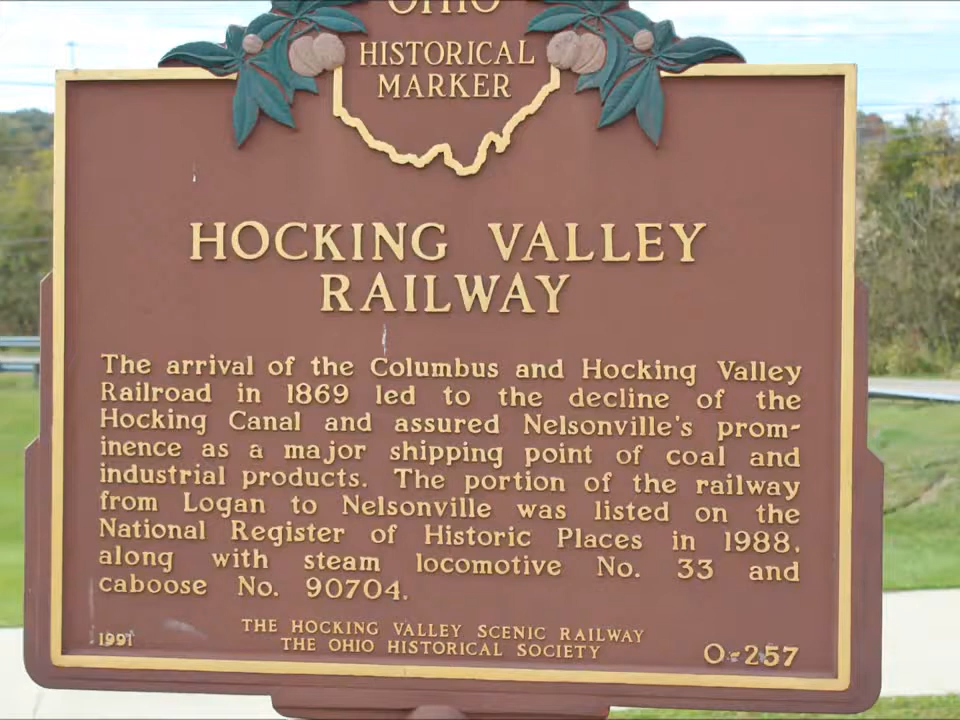 OHIO
HISTORICAL
MARKER
HOCKING VALLEY
RAILWAY
The arrival of the Columbus and Hocking Valley
Railroad in 1869 led to the decline of the
Hocking Canal and assured Nelsonville's prom-
inence as a major shipping point of coal and
industrial products. The portion of the railway
from Logan to Nelsonville was listed on the
National Register of Historic Places in 1988,
along with steam locomotive No. 33 and
caboose No. 90704.
THE HOCKING VALLEY SCENIC RAILWAY
THE OHIO HISTORICAL SOCIETY
1991
O-257